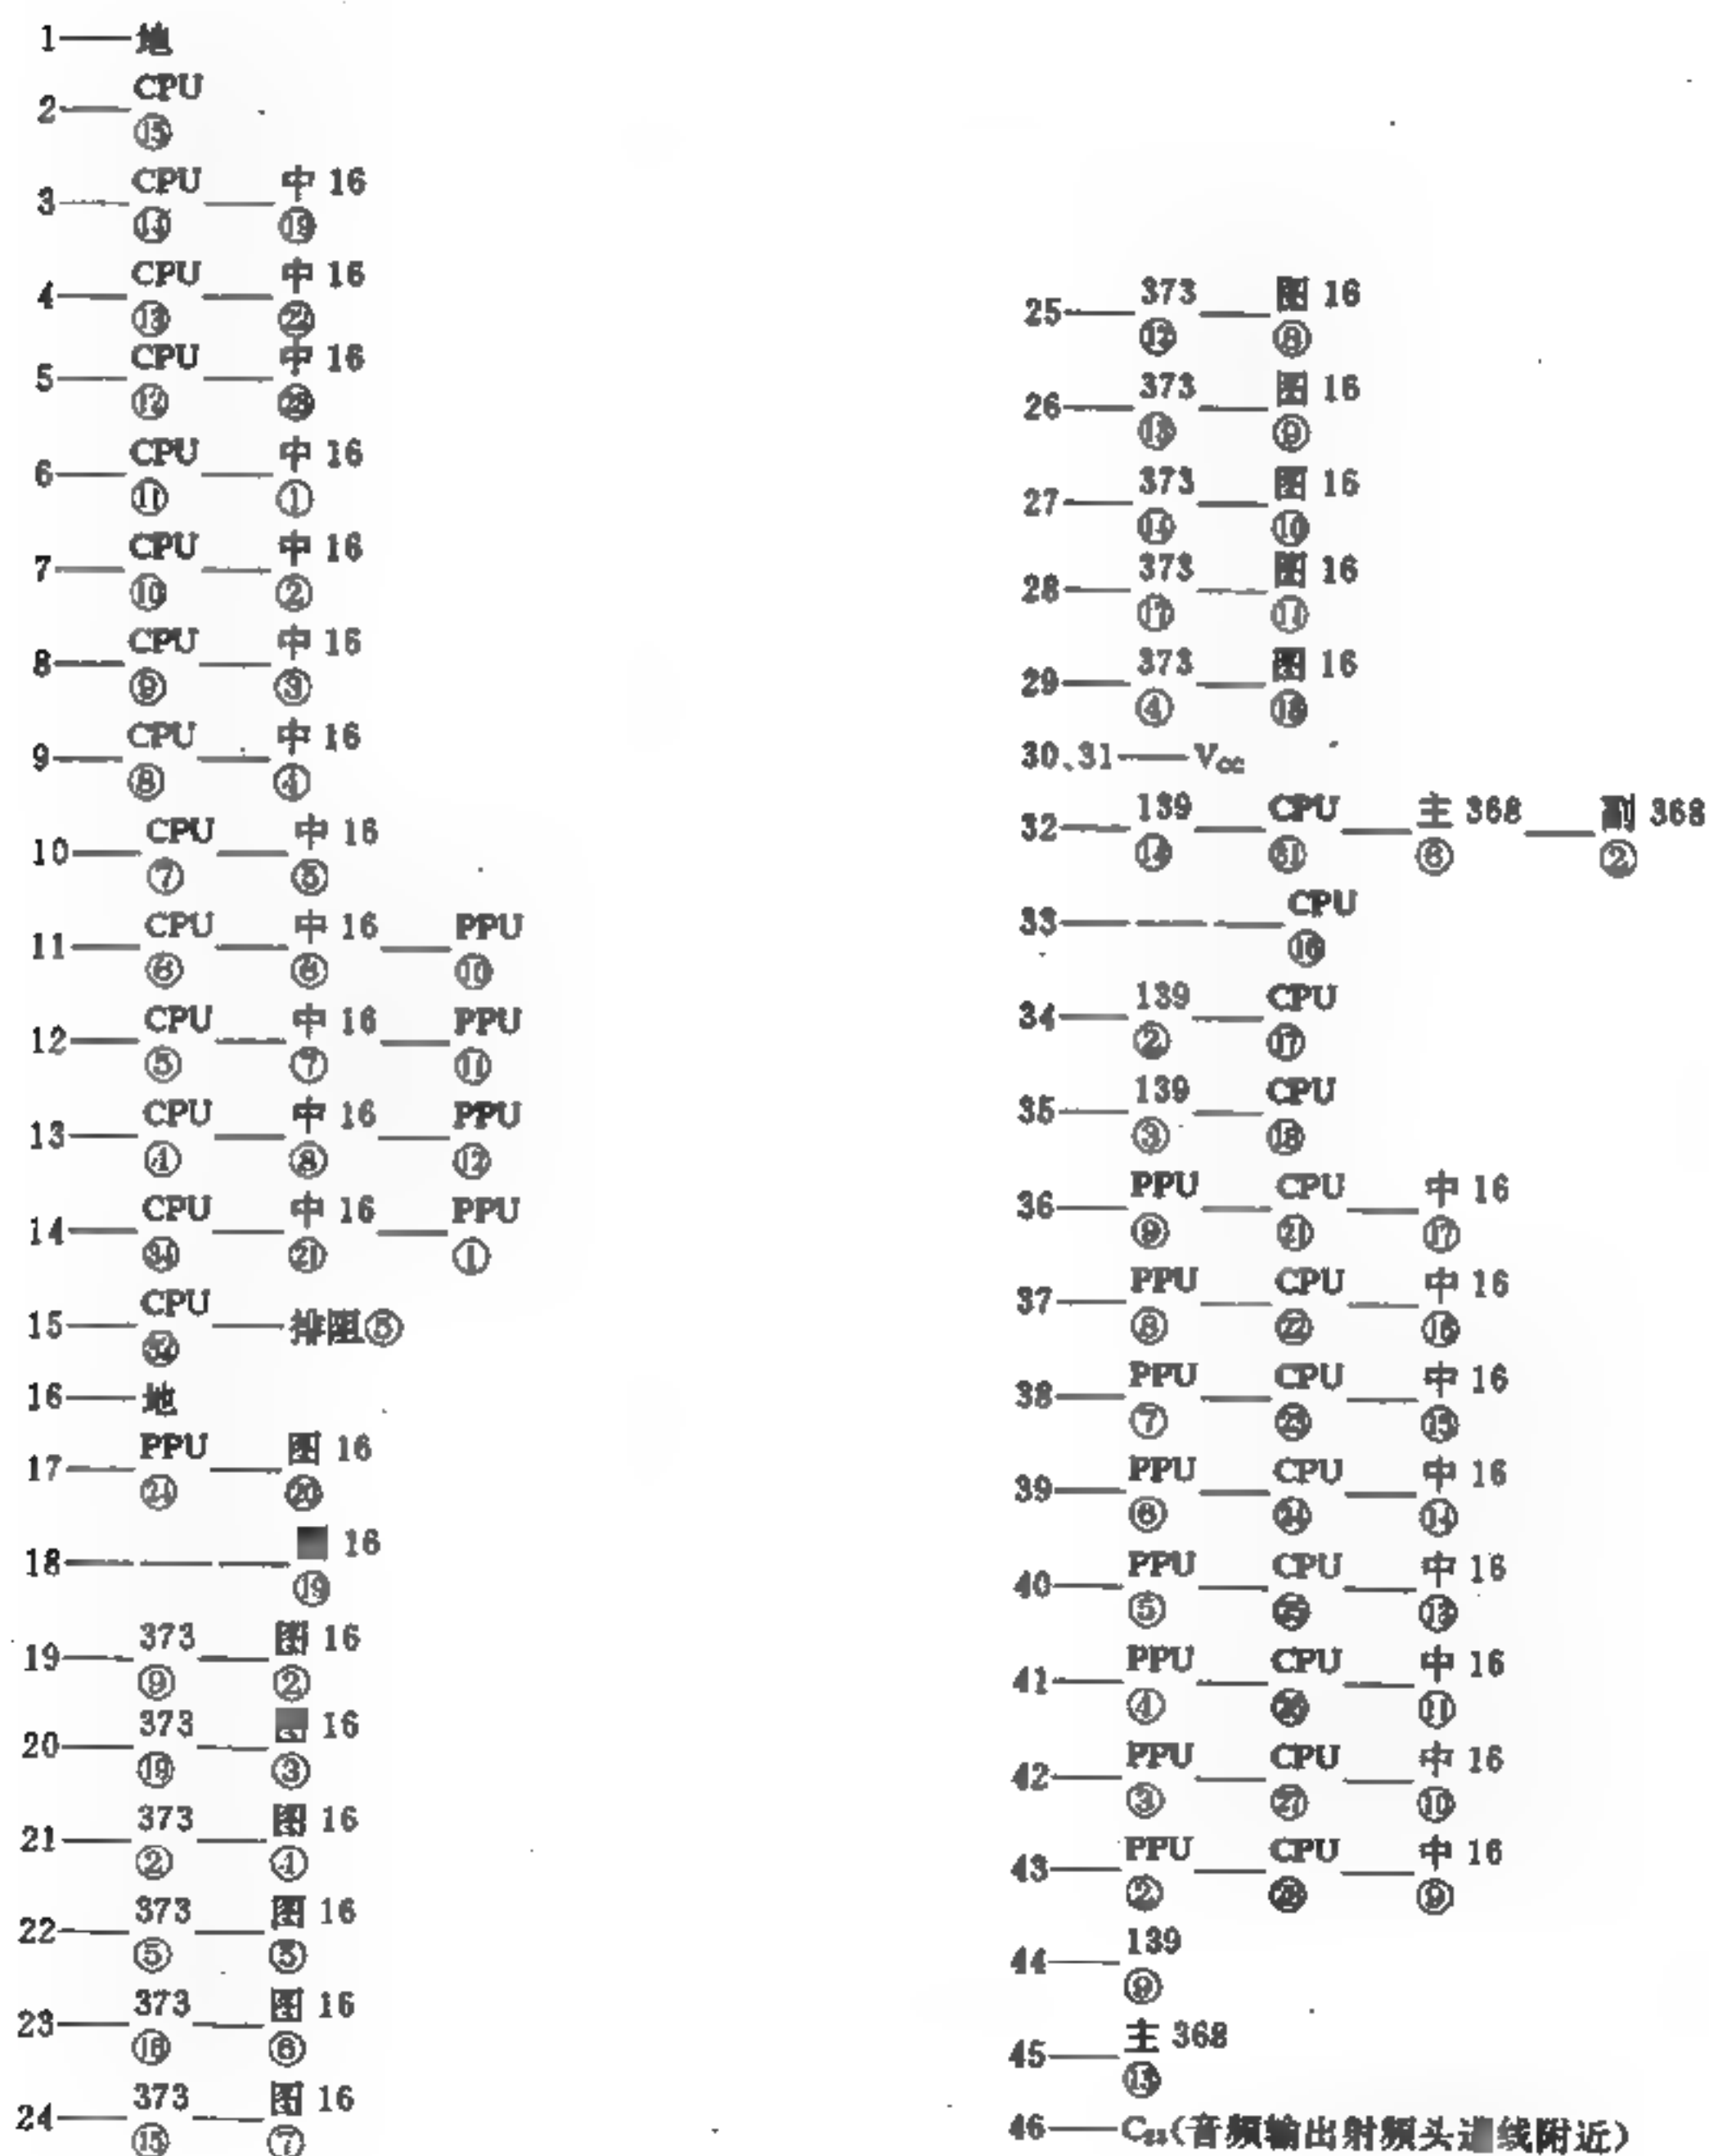 1——地
2——CPU
⑮
3——CPU——中 16
⑭ ⑲
4——CPU——中 16
⑬ ㉒
5——CPU——中 16
⑫ ㉓
6——CPU——中 16
⑪ ①
7——CPU——中 16
⑩ ②
8——CPU——中 16
⑨ ③
9——CPU——中 16
⑧ ④
10——CPU——中 16
⑦ ⑤
11——CPU——中 16——PPU
⑥ ⑥ ⑩
12——CPU——中 16——PPU
⑤ ⑦ ⑪
13——CPU——中 16——PPU
④ ⑧ ⑫
14——CPU——中 16——PPU
㉞ ㉑ ①
15——CPU——排阻⑤
㉜
16——地
17——PPU——图 16
㉔ ⑳
18—————— 16
⑲
19——373——图 16
⑨ ②
20——373——图 16
⑲ ③
21——373——图 16
② ④
22——373——图 16
⑤ ⑤
23——373——图 16
⑯ ⑥
24——373——图 16
⑮ ⑦
25——373——图 16
⑫ ⑧
26——373——图 16
⑬ ⑨
27——373——图 16
⑭ ⑩
28——373——图 16
⑰ ⑪
29——373——图 16
④ ⑬
30、31——Vcc
32——139——CPU——主 368——副 368
⑭ ㉛ ⑥ ②
33——————CPU
⑯
34——139——CPU
② ⑰
35——139——CPU
③ ⑱
36——PPU——CPU——中 16
⑨ ㉑ ⑰
37——PPU——CPU——中 16
⑧ ㉒ ⑯
38——PPU——CPU——中 16
⑦ ㉓ ⑮
39——PPU——CPU——中 16
⑥ ㉔ ⑭
40——PPU——CPU——中 16
⑤ ㉕ ⑬
41——PPU——CPU——中 16
④ ㉖ ⑪
42——PPU——CPU——中 16
③ ㉗ ⑩
43——PPU——CPU——中 16
② ㉘ ⑨
44——139
⑨
45——主 368
⑬
46——(音频输出射频头进线附近)